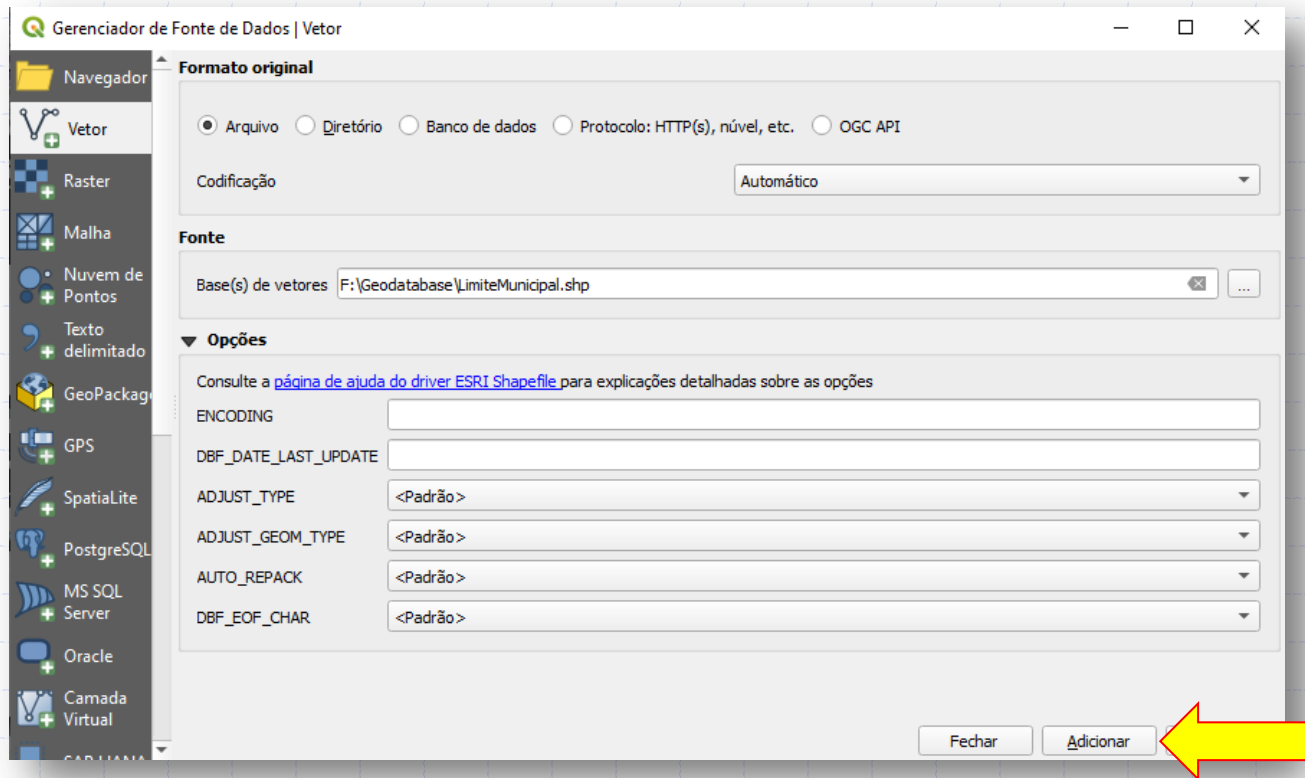 Gerenciador de Fonte de Dados | Vetor
Navegador
Vetor
Raster
Malha
Nuvem de
Pontos
Texto
delimitado
GeoPackag
GPS
SpatiaLite
PostgreSQL
MS SQL
Server
Oracle
Camada
Virtual
SAP HANA
Formato original
Arquivo Diretório Banco de dados Protocolo: HTTP(s), núvel, etc. OGC API
Codificação Automático
Fonte
Base(s) de vetores F:\Geodatabase\LimiteMunicipal.shp ...
Opções
Consulte a página de ajuda do driver ESRI Shapefile para explicações detalhadas sobre as opções
ENCODING
DBF_DATE_LAST_UPDATE
ADJUST_TYPE <Padrão>
ADJUST_GEOM_TYPE <Padrão>
AUTO_REPACK <Padrão>
DBF_EOF_CHAR <Padrão>
Fechar Adicionar